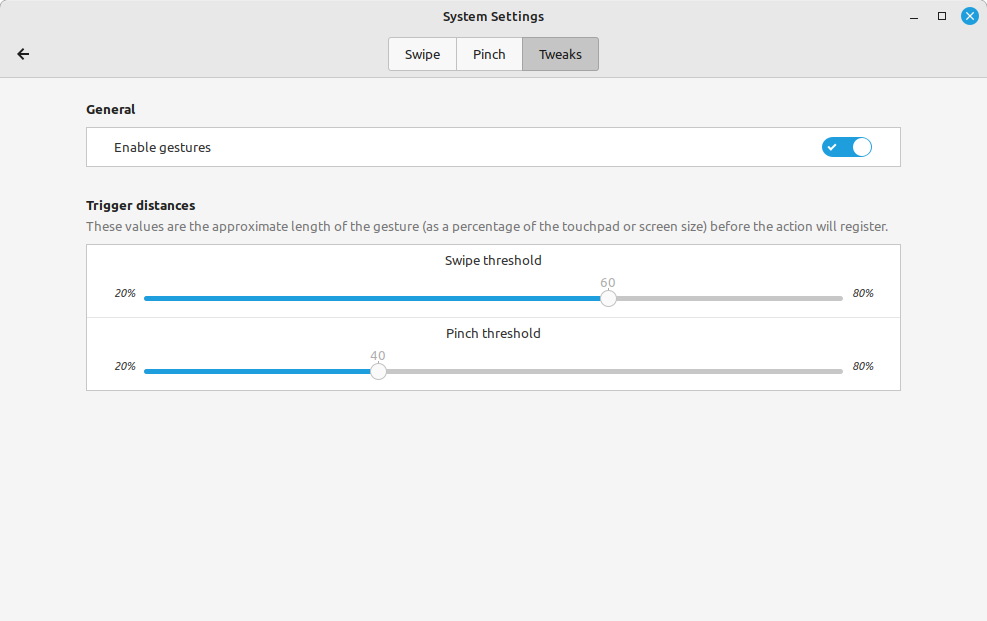 System Settings
Swipe Pinch Tweaks
General
Enable gestures
Trigger distances
These values are the approximate length of the gesture (as a percentage of the touchpad or screen size) before the action will register.
Swipe threshold
60
20% 80%
Pinch threshold
40
20% 80%